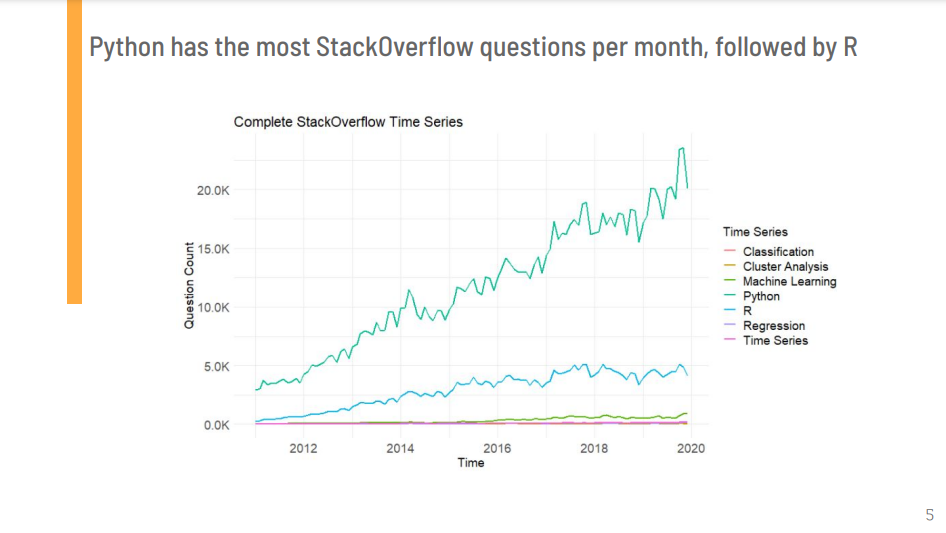 Python has the most StackOverflow questions per month, followed by R
Complete StackOverflow Time Series
20.0K
15.0K
10.0K
5.0K
0.0K
Question Count
2012 2014 2016 2018 2020
Time
Time Series
Classification
Cluster Analysis
Machine Learning
Python
R
Regression
Time Series
5